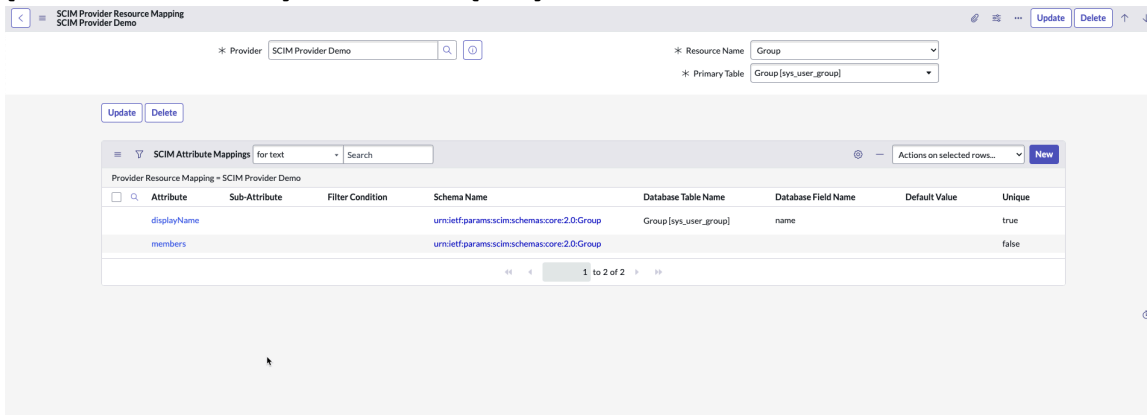 SCIM Provider Resource Mapping
SCIM Provider Demo
Update Delete
Provider SCIM Provider Demo
Resource Name Group
Primary Table Group [sys_user_group]
Update Delete
SCIM Attribute Mappings for text Search Actions on selected rows... New
Provider Resource Mapping = SCIM Provider Demo
Attribute Sub-Attribute Filter Condition Schema Name Database Table Name Database Field Name Default Value Unique
displayName urn:ietf:params:scim:schemas:core:2.0:Group Group [sys_user_group] name true
members urn:ietf:params:scim:schemas:core:2.0:Group false
1 to 2 of 2